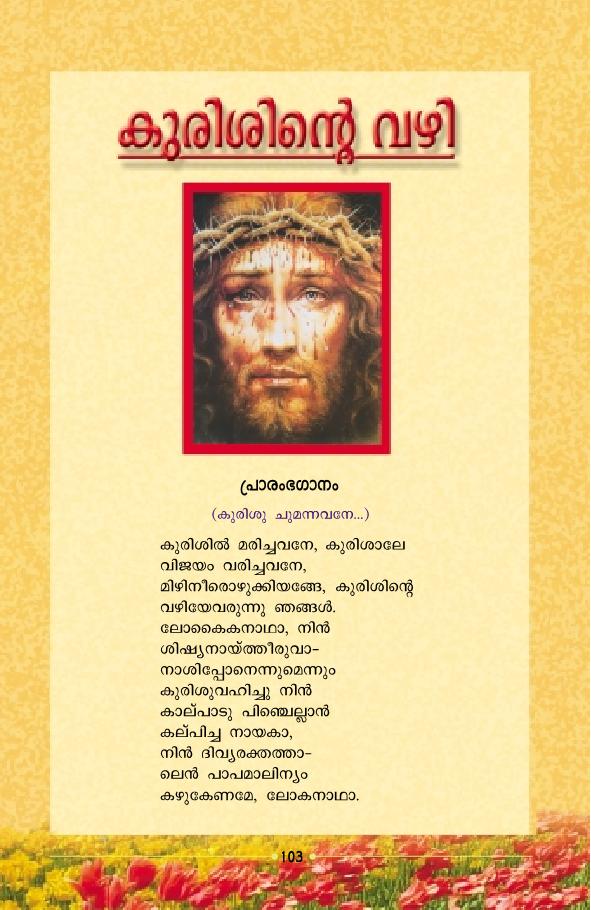 കുരിശിന്റെ വഴി
പ്രാരംഭഗാനം
(കുരിശു ചുമന്നവനേ...)
കുരിശിൽ മരിച്ചവനേ, കുരിശാലേ
വിജയം വരിച്ചവനേ,
മിഴിനീരൊഴുക്കിയങ്ങേ, കുരിശിന്റെ
വഴിയേവരുന്നു ഞങ്ങൾ.
ലോകൈകനാഥാ, നിൻ
ശിഷ്യനായ്ത്തീരുവാ-
നാശിപ്പോനെന്നുമെന്നും
കുരിശുവഹിച്ചു നിൻ
കാല്പാടു പിഞ്ചെല്ലാൻ
കല്പിച്ച നായകാ,
നിൻ ദിവ്യരക്തത്താ-
ലെൻ പാപമാലിന്യം
കഴുകേണമേ, ലോകനാഥാ.
103